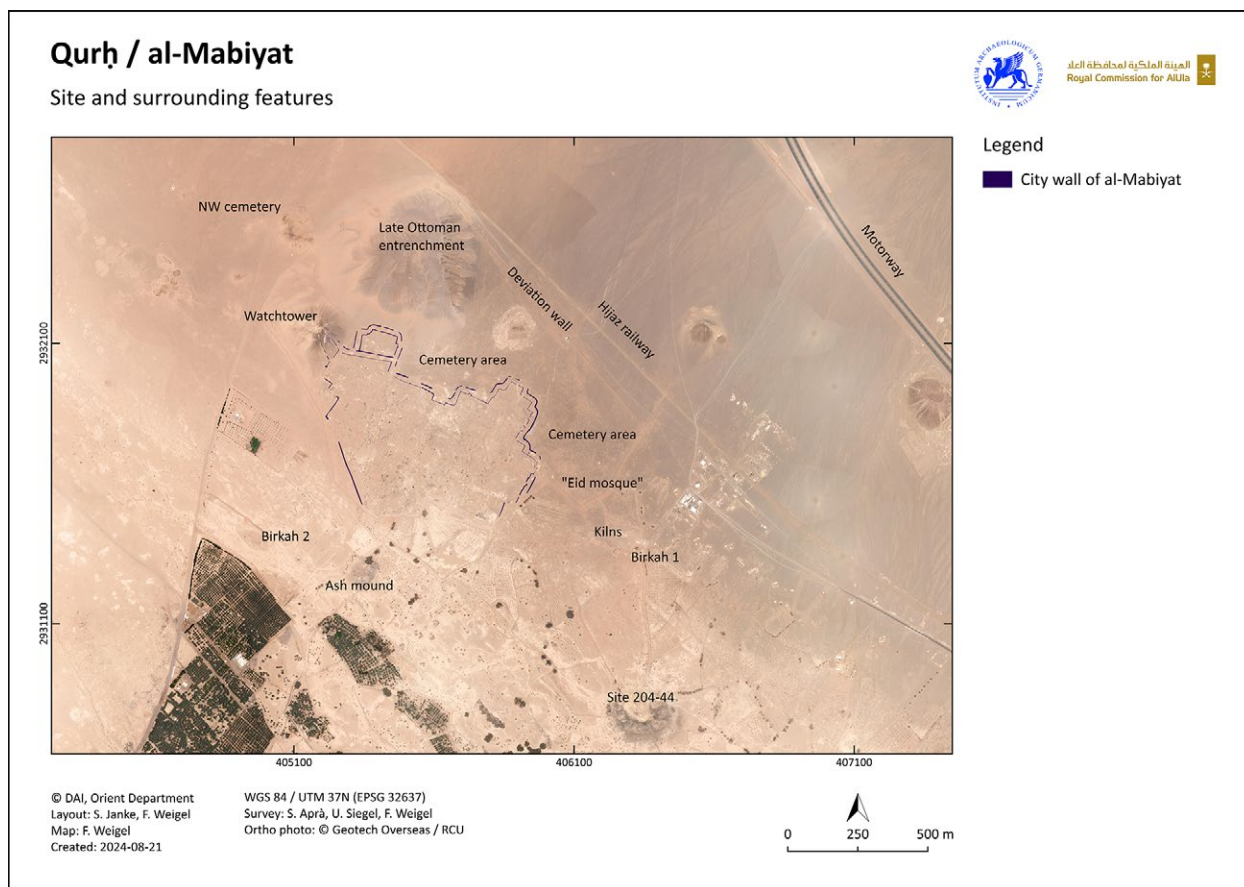 Qurḥ / al-Mabiyat
Site and surrounding features
INSTITUTUM ARCHAEOLOGICUM GERMANICUM
الهيئة الملكية لمحافظة العلا
Royal Commission for AlUla
Legend
City wall of al-Mabiyat
NW cemetery
Late Ottoman
entrenchment
Motorway
Deviation wall
Hijaz railway
Watchtower
Cemetery area
Cemetery area
"Eid mosque"
Kilns
Birkah 2
Birkah 1
Ash mound
Site 204-44
2932100
2931100
405100
406100
407100
© DAI, Orient Department
Layout: S. Janke, F. Weigel
Map: F. Weigel
Created: 2024-08-21
WGS 84 / UTM 37N (EPSG 32637)
Survey: S. Aprà, U. Siegel, F. Weigel
Ortho photo: © Geotech Overseas / RCU
0 250 500 m